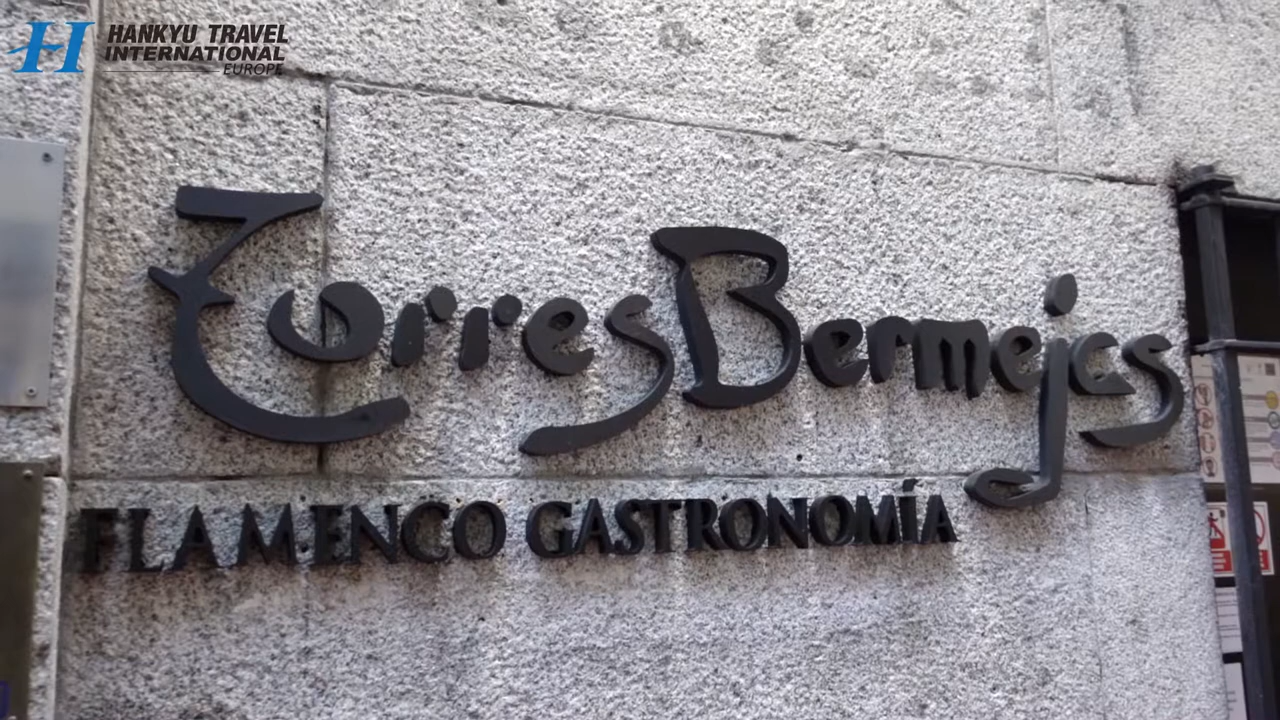 HANKYU TRAVEL
INTERNATIONAL
EUROPE
Torres Bermejas
FLAMENCO GASTRONOMÍA